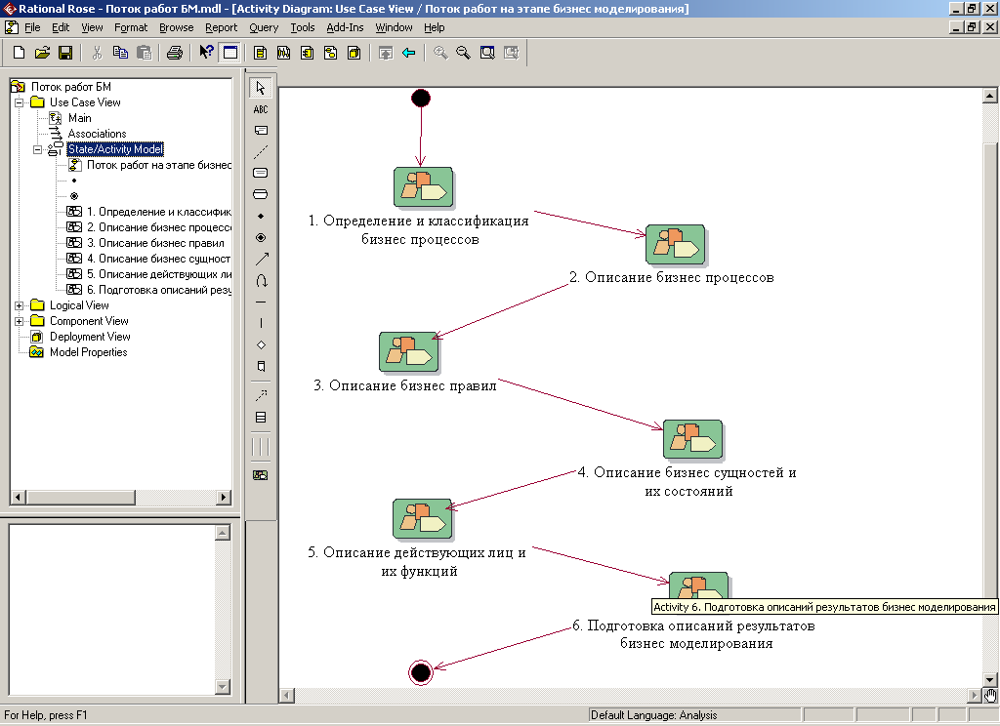 Rational Rose - Поток работ БМ.mdl - [Activity Diagram: Use Case View / Поток работ на этапе бизнес моделирования]
File Edit View Format Browse Report Query Tools Add-Ins Window Help
Поток работ БМ
Use Case View
Main
Associations
State/Activity Model
Поток работ на этапе бизнес
1. Определение и классифик
2. Описание бизнес процессо
3. Описание бизнес правил
4. Описание бизнес сущност
5. Описание действующих ли
6. Подготовка описаний резу
Logical View
Component View
Deployment View
Model Properties
ABC
1. Определение и классификация
бизнес процессов
2. Описание бизнес процессов
3. Описание бизнес правил
4. Описание бизнес сущностей и
их состояний
5. Описание действующих лиц и
их функций
Activity 6. Подготовка описаний результатов бизнес моделирования
6. Подготовка описаний результатов
бизнес моделирования
For Help, press F1
Default Language: Analysis